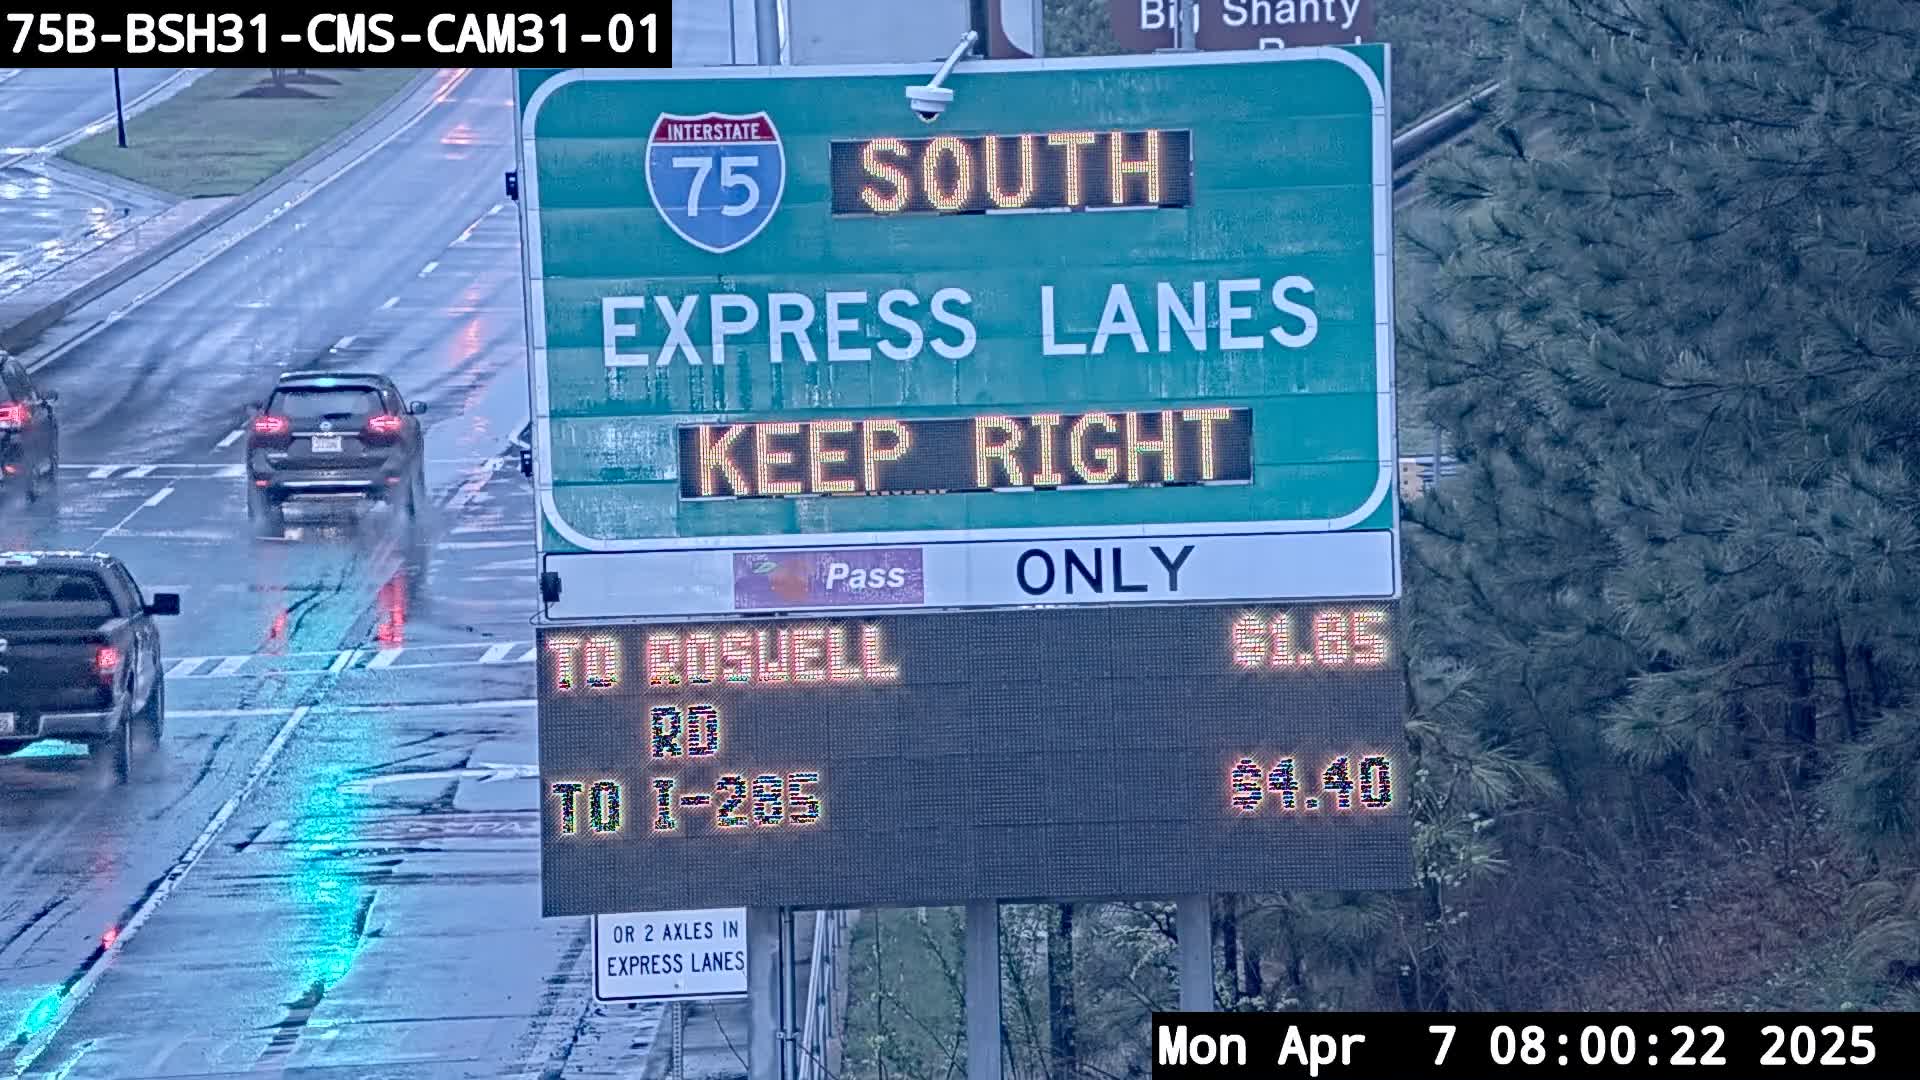 75B-BSH31-CMS-CAM31-01
Big Shanty
Road
INTERSTATE
75
SOUTH
EXPRESS LANES
KEEP RIGHT
Pass ONLY
TO ROSWELL $1.85
RD
TO I-285 $4.40
OR 2 AXLES IN
EXPRESS LANES
Mon Apr 7 08:00:22 2025